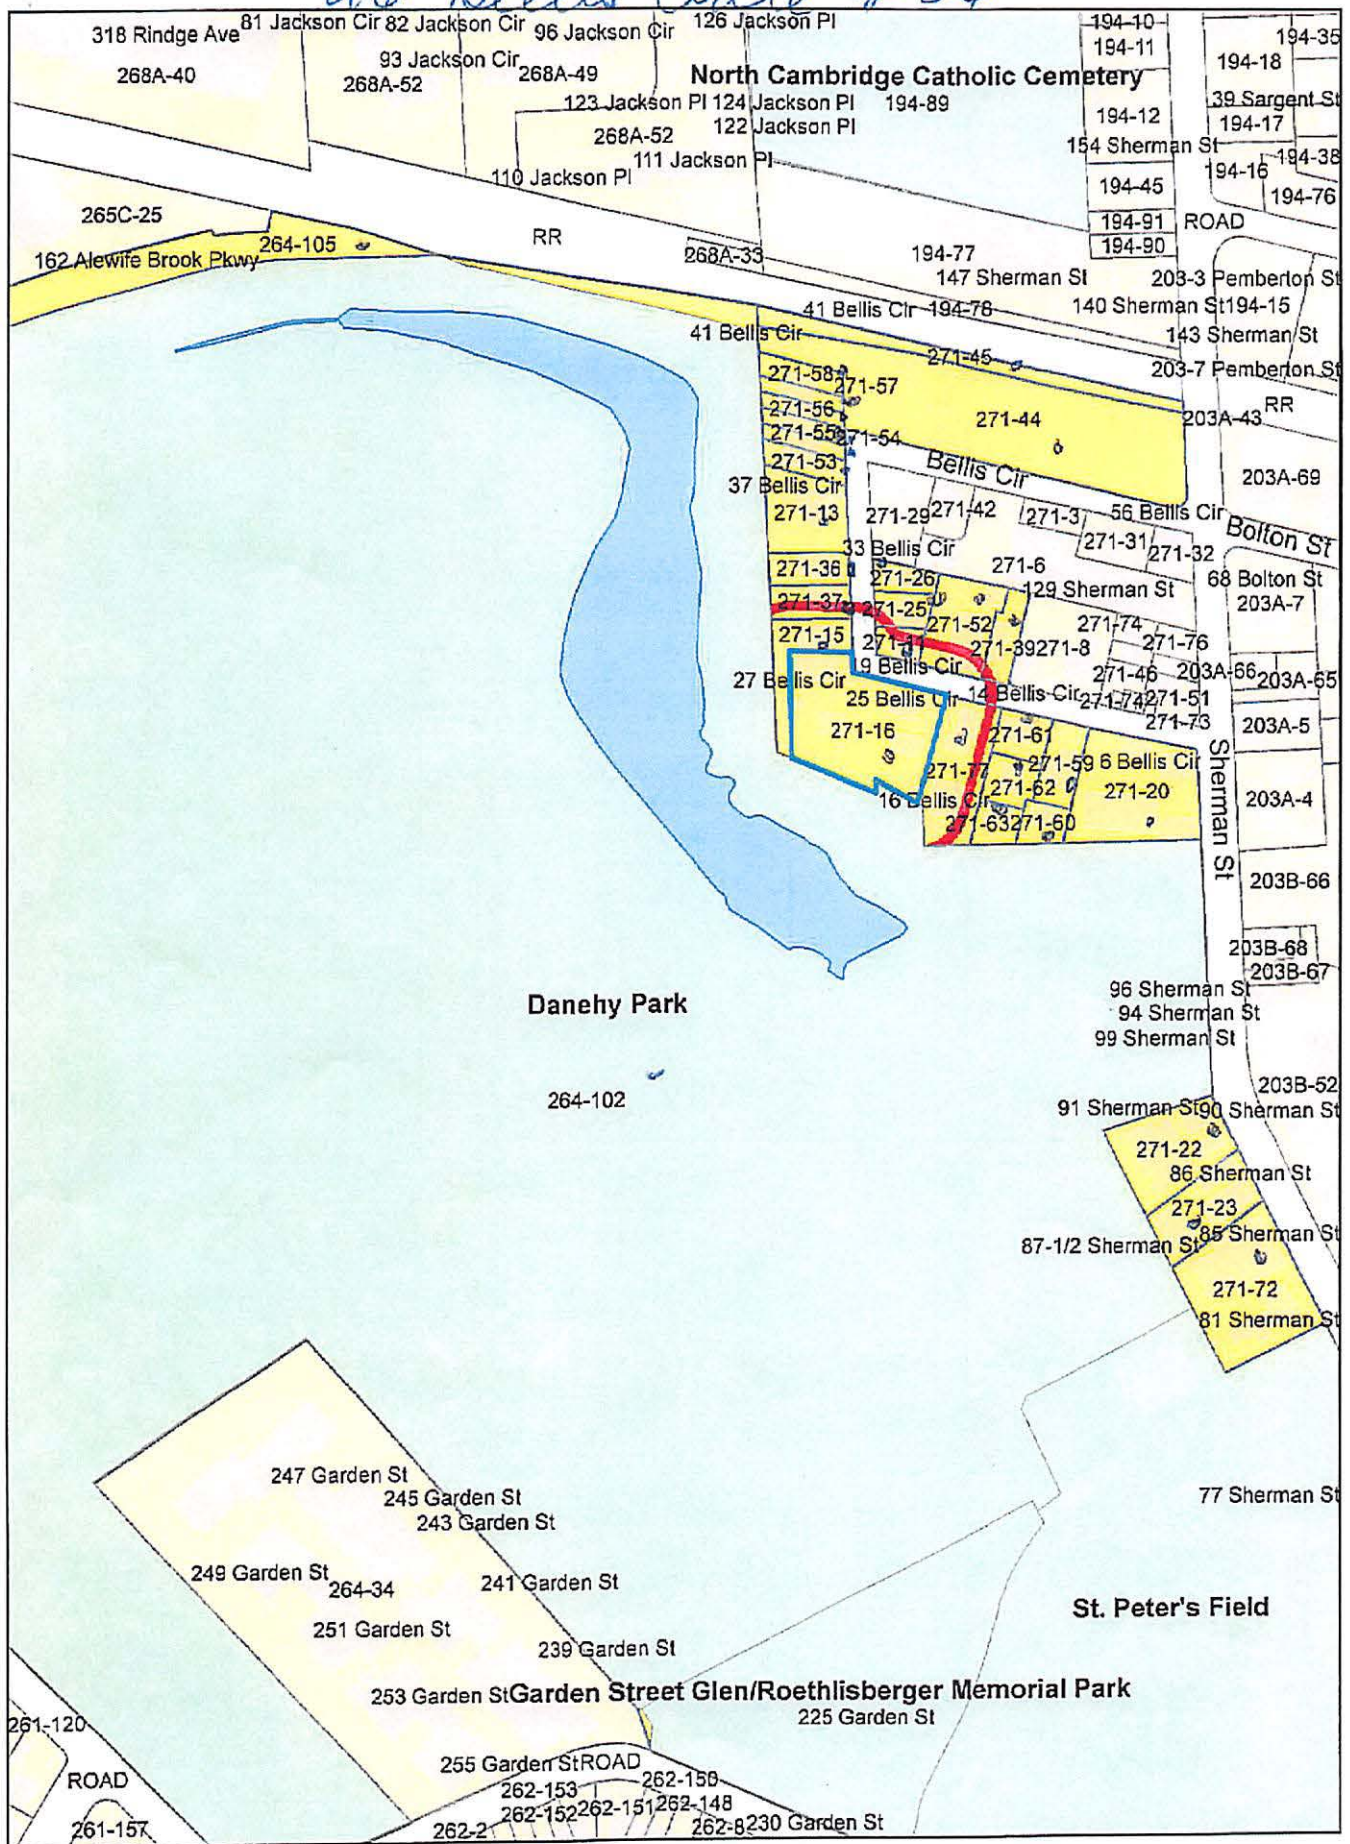 Bellis Circle
318 Rindge Ave
81 Jackson Cir
82 Jackson Cir
96 Jackson Cir
126 Jackson Pl
194-10
194-35
93 Jackson Cir
194-11
194-18
268A-40
268A-52
268A-49
North Cambridge Catholic Cemetery
39 Sargent St
123 Jackson Pl
124 Jackson Pl
194-89
194-12
194-17
268A-52
122 Jackson Pl
154 Sherman St
111 Jackson Pl
194-16
194-38
110 Jackson Pl
194-45
194-76
265C-25
194-91
ROAD
264-105
RR
194-90
162 Alewife Brook Pkwy
268A-33
194-77
147 Sherman St
203-3
Pemberton St
41 Bellis Cir
194-78
140 Sherman St
194-15
41 Bellis Cir
143 Sherman St
271-45
203-7
Pemberton St
271-58
271-57
271-56
271-44
203A-43
RR
271-55
271-54
271-53
Bellis Cir
203A-69
37 Bellis Cir
271-13
271-29
271-42
271-3
56 Bellis Cir
Bolton St
33 Bellis Cir
271-31
271-32
271-36
271-26
271-6
68 Bolton St
129 Sherman St
203A-7
271-37
271-25
271-52
271-74
271-15
271-11
271-39
271-8
271-76
9 Bellis Cir
271-46
203A-66
203A-65
27 Bellis Cir
25 Bellis Cir
14 Bellis Cir
271-74
271-51
271-73
203A-5
271-16
271-61
271-77
271-59
6 Bellis Cir
271-62
271-20
203A-4
16 Bellis Cir
271-63
271-60
Sherman St
203B-66
203B-68
203B-67
96 Sherman St
94 Sherman St
99 Sherman St
Danehy Park
264-102
203B-52
91 Sherman St
90 Sherman St
271-22
86 Sherman St
271-23
85 Sherman St
87-1/2 Sherman St
271-72
81 Sherman St
247 Garden St
245 Garden St
243 Garden St
77 Sherman St
249 Garden St
264-34
241 Garden St
St. Peter's Field
251 Garden St
239 Garden St
253 Garden St
Garden Street Glen/Roethlisberger Memorial Park
225 Garden St
261-120
255 Garden St
ROAD
ROAD
262-153
262-150
262-152
262-151
262-148
261-157
262-2
262-8
230 Garden St